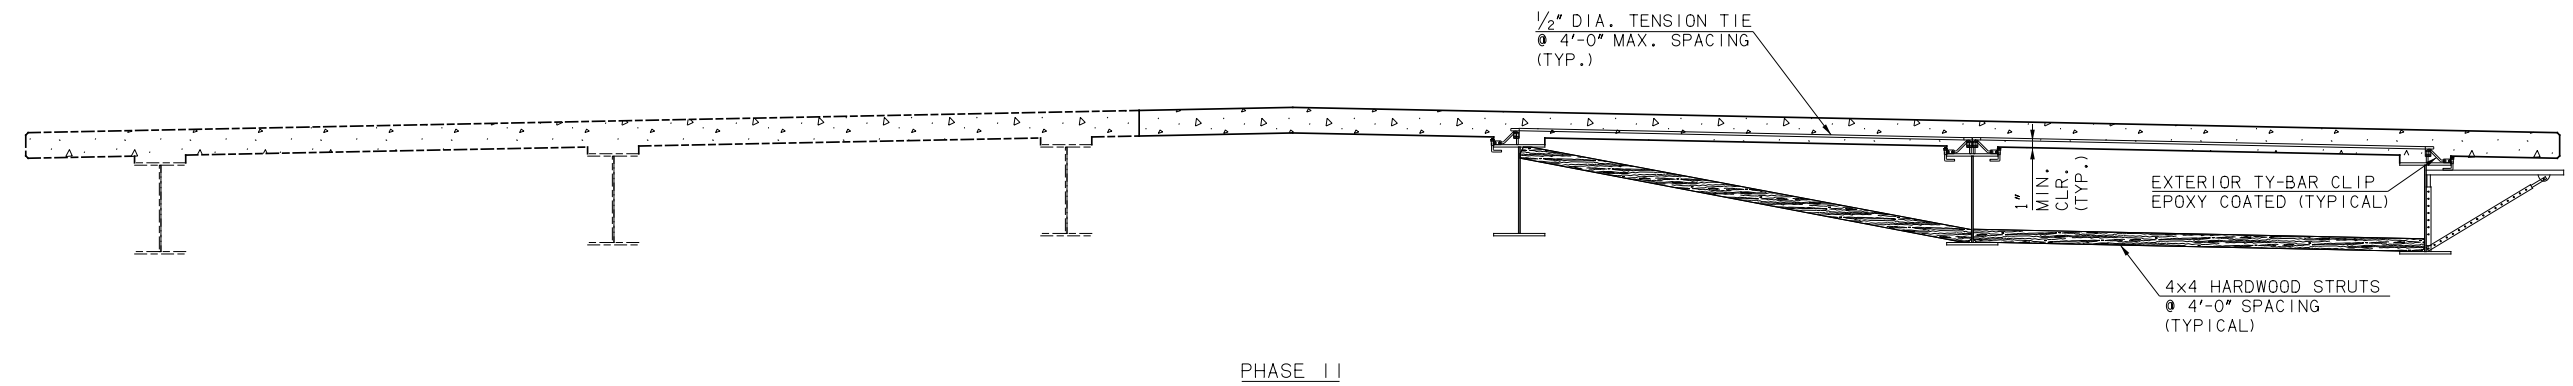 1/2" DIA. TENSION TIE
@ 4'-0" MAX. SPACING
(TYP.)
1"
MIN.
CLR.
(TYP.)
EXTERIOR TY-BAR CLIP
EPOXY COATED (TYPICAL)
4x4 HARDWOOD STRUTS
@ 4'-0" SPACING
(TYPICAL)
PHASE II